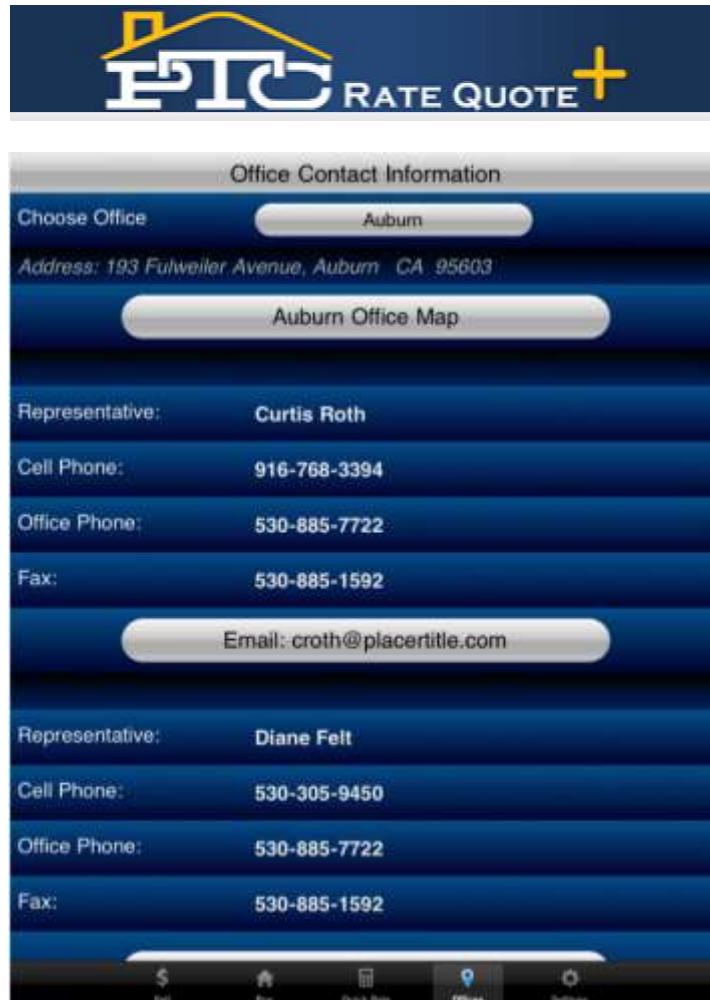 PTC RATE QUOTE+
Office Contact Information
Choose Office Auburn
Address: 193 Fulweiler Avenue, Auburn CA 95603
Auburn Office Map
Representative: Curtis Roth
Cell Phone: 916-768-3394
Office Phone: 530-885-7722
Fax: 530-885-1592
Email: croth@placertitle.com
Representative: Diane Felt
Cell Phone: 530-305-9450
Office Phone: 530-885-7722
Fax: 530-885-1592
$